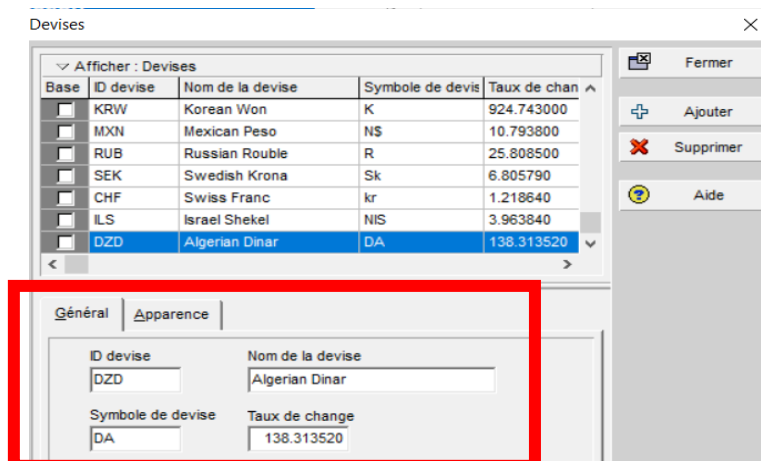 Devises
Afficher : Devises
Base ID devise Nom de la devise Symbole de devis Taux de chan
KRW Korean Won K 924.743000
MXN Mexican Peso N$ 10.793800
RUB Russian Rouble R 25.808500
SEK Swedish Krona Sk 6.805790
CHF Swiss Franc kr 1.218640
ILS Israel Shekel NIS 3.963840
DZD Algerian Dinar DA 138.313520
Fermer
Ajouter
Supprimer
Aide
Général Apparence
ID devise Nom de la devise
DZD Algerian Dinar
Symbole de devise Taux de change
DA 138.313520